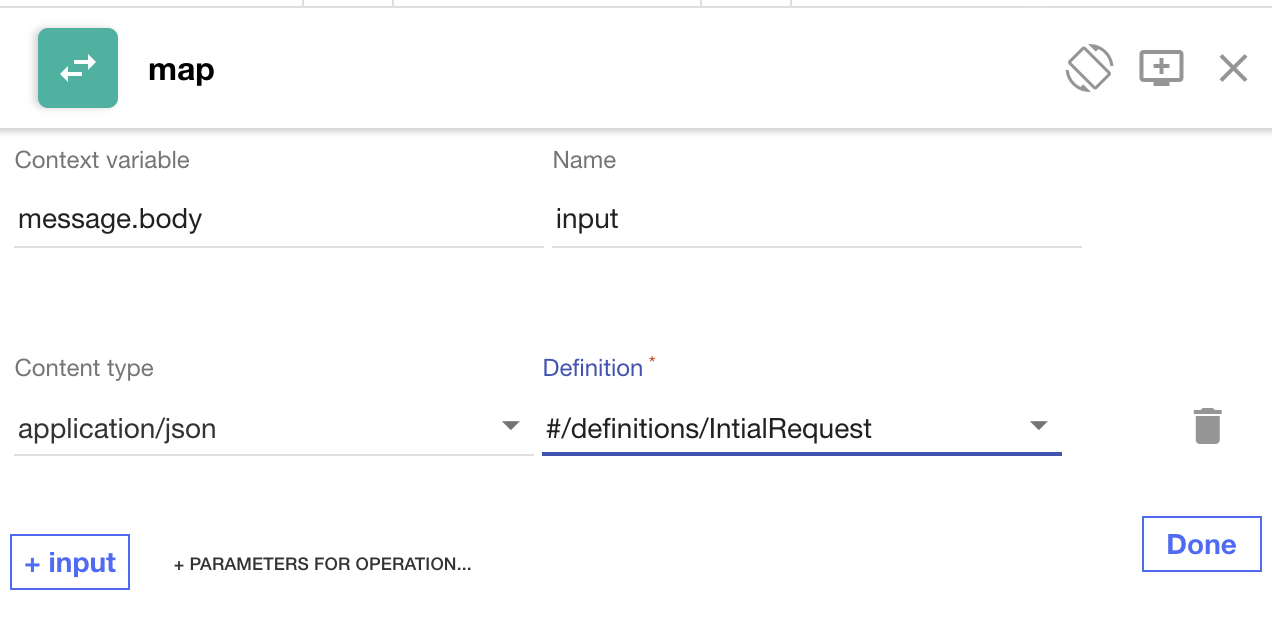 map
Context variable
Name
message.body
input
Content type
Definition *
application/json
#/definitions/IntialRequest
+ input
+ PARAMETERS FOR OPERATION...
Done